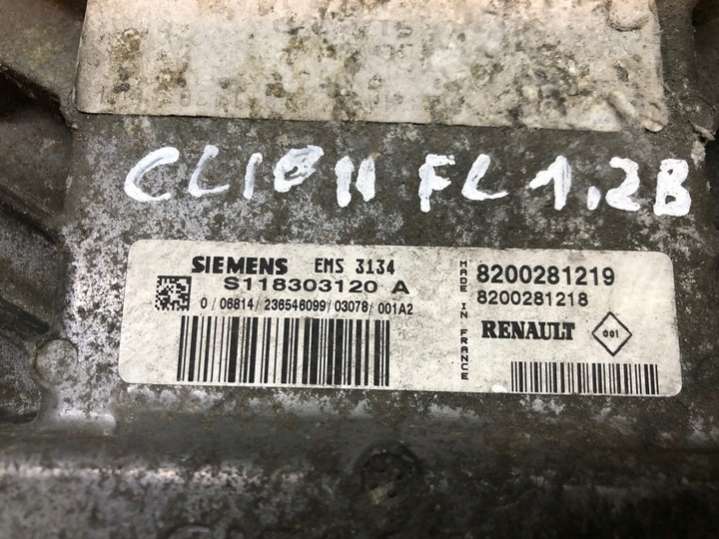 CLIO II FL 1.2B
SIEMENS EMS 3134
S118303120 A
0 / 06814 / 236546099 / 03078 / 001A2
MADE IN FRANCE
8200281219
8200281218
RENAULT
001